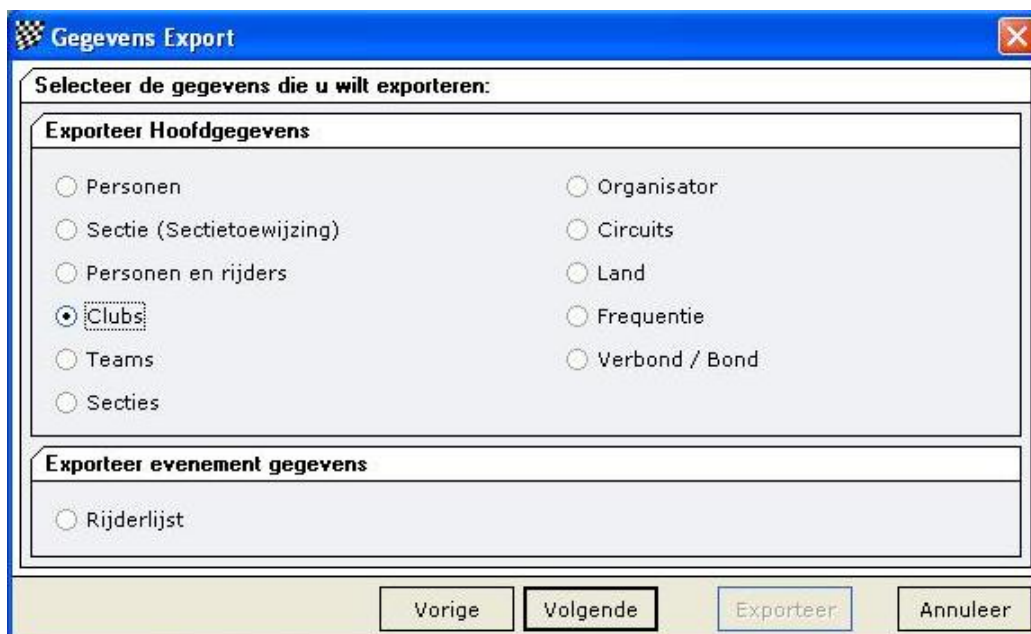 Gegevens Export
Selecteer de gegevens die u wilt exporteren:
Exporteer Hoofdgegevens
Personen
Sectie (Sectietoewijzing)
Personen en rijders
Clubs
Teams
Secties
Organisator
Circuits
Land
Frequentie
Verbond / Bond
Exporteer evenement gegevens
Rijderlijst
Vorige
Volgende
Exporteer
Annuleer